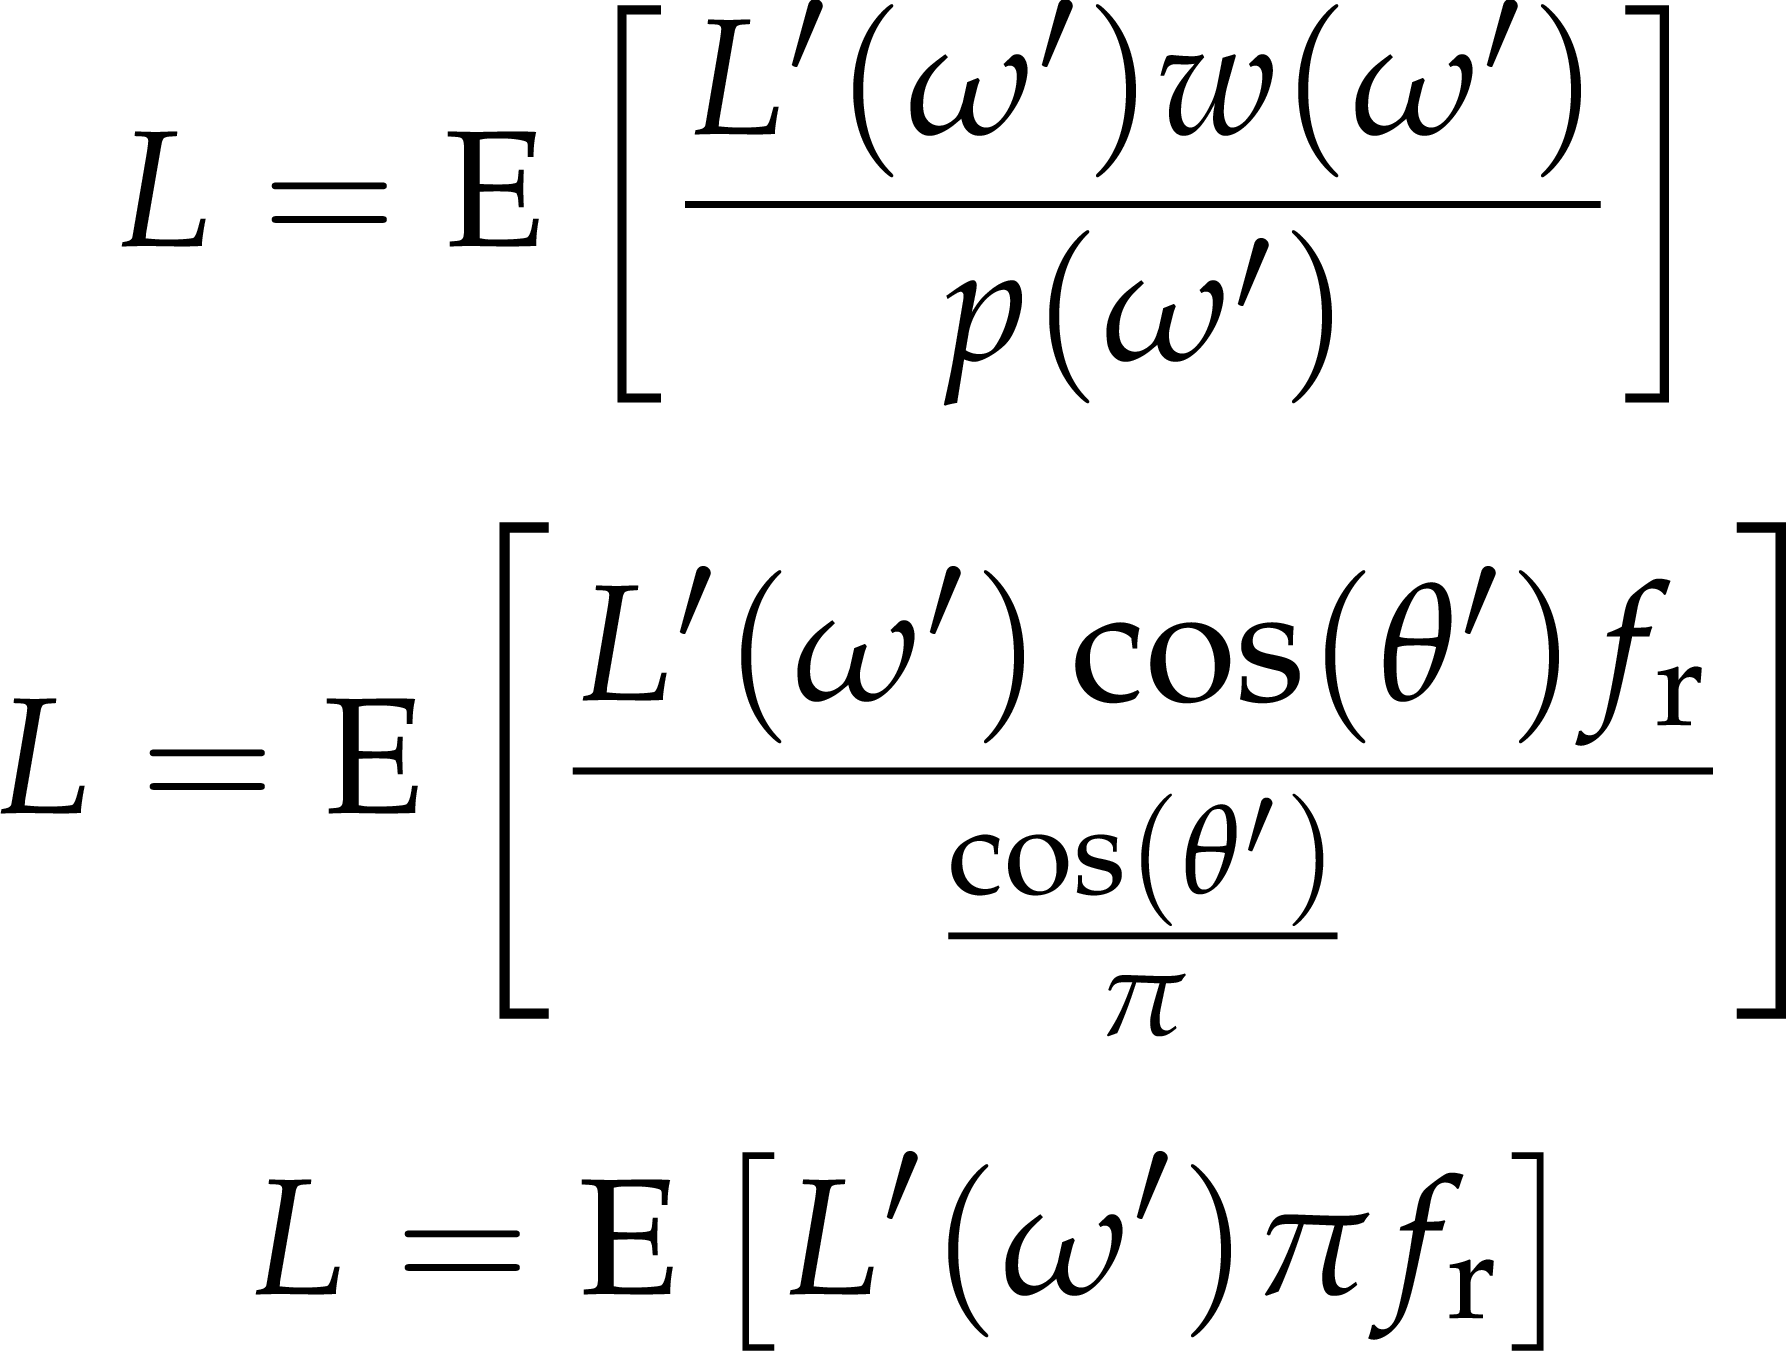 L = E [ L′(ω′)w(ω′) / p(ω′) ]
L = E [ L′(ω′) cos(θ′) f_r / (cos(θ′) / π) ]
L = E [L′(ω′)π f_r]